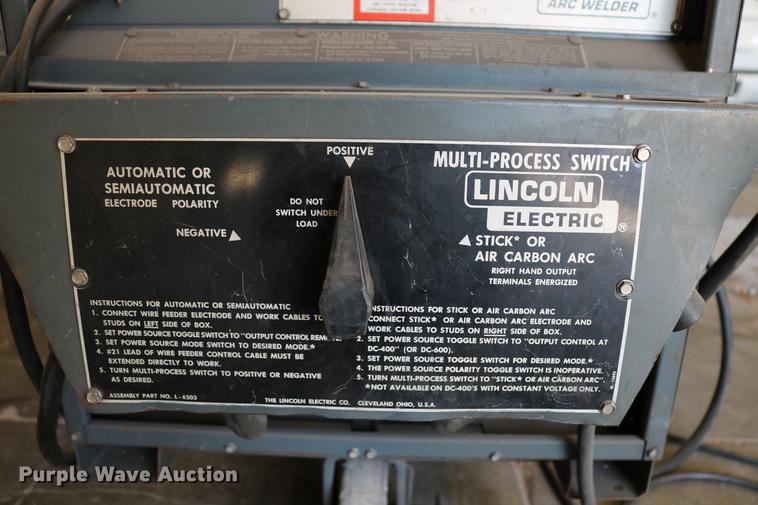 ARC WELDER
®
WARNING
POSITIVE
MULTI-PROCESS SWITCH
LINCOLN
ELECTRIC
®
AUTOMATIC OR
SEMIAUTOMATIC
ELECTRODE POLARITY
NEGATIVE
DO NOT
SWITCH UNDER
LOAD
STICK* OR
AIR CARBON ARC
RIGHT HAND OUTPUT
TERMINALS ENERGIZED
INSTRUCTIONS FOR AUTOMATIC OR SEMIAUTOMATIC
1. CONNECT WIRE FEEDER ELECTRODE AND WORK CABLES TO
STUDS ON LEFT SIDE OF BOX.
2. SET POWER SOURCE TOGGLE SWITCH TO "OUTPUT CONTROL
3. SET POWER SOURCE MODE SWITCH TO DESIRED MODE.*
4. #21 LEAD OF WIRE FEEDER CONTROL CABLE MUST BE
EXTENDED DIRECTLY TO WORK.
5. TURN MULTI-PROCESS SWITCH TO POSITIVE OR NEGATIVE
AS DESIRED.
ASSEMBLY PART NO. L-6203
INSTRUCTIONS FOR STICK OR AIR CARBON ARC
CONNECT STICK* OR AIR CARBON ARC ELECTRODE AND
WORK CABLES TO STUDS ON RIGHT SIDE OF BOX.
2. SET POWER SOURCE TOGGLE SWITCH TO "OUTPUT CONTROL AT
DC-400" (OR DC-600).
3. SET POWER SOURCE TOGGLE SWITCH FOR DESIRED MODE.*
4. THE POWER SOURCE POLARITY TOGGLE SWITCH IS INOPERATIVE.
5. TURN MULTI-PROCESS SWITCH TO "STICK* OR AIR CARBON ARC".
*NOT AVAILABLE ON DC-400'S WITH CONSTANT VOLTAGE ONLY.
THE LINCOLN ELECTRIC CO. CLEVELAND OHIO, U.S.A.
Purple Wave Auction